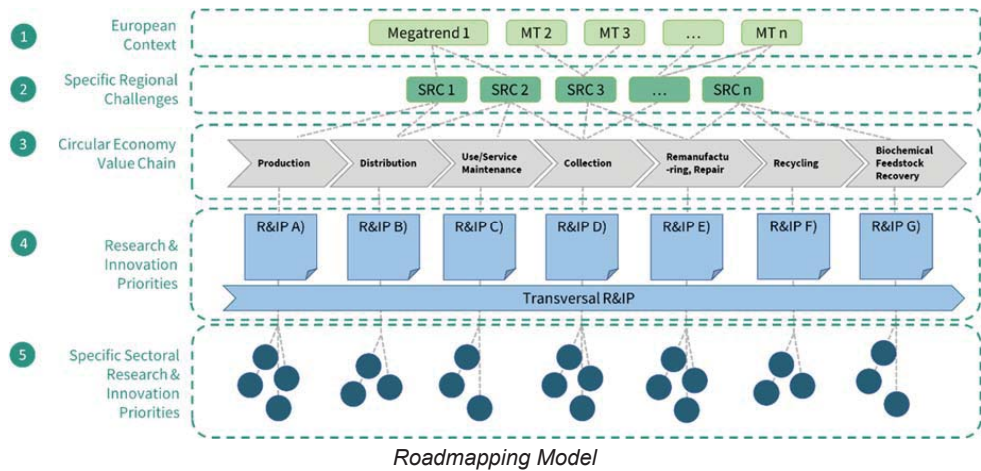 1
European
Context
Megatrend 1
MT 2
MT 3
...
MT n
2
Specific Regional
Challenges
SRC 1
SRC 2
SRC 3
...
SRC n
3
Circular Economy
Value Chain
Production
Distribution
Use/Service
Maintenance
Collection
Remanufactu
-ring, Repair
Recycling
Biochemical
Feedstock
Recovery
4
Research &
Innovation
Priorities
R&IP A)
R&IP B)
R&IP C)
R&IP D)
R&IP E)
R&IP F)
R&IP G)
Transversal R&IP
5
Specific Sectoral
Research &
Innovation
Priorities
Roadmapping Model